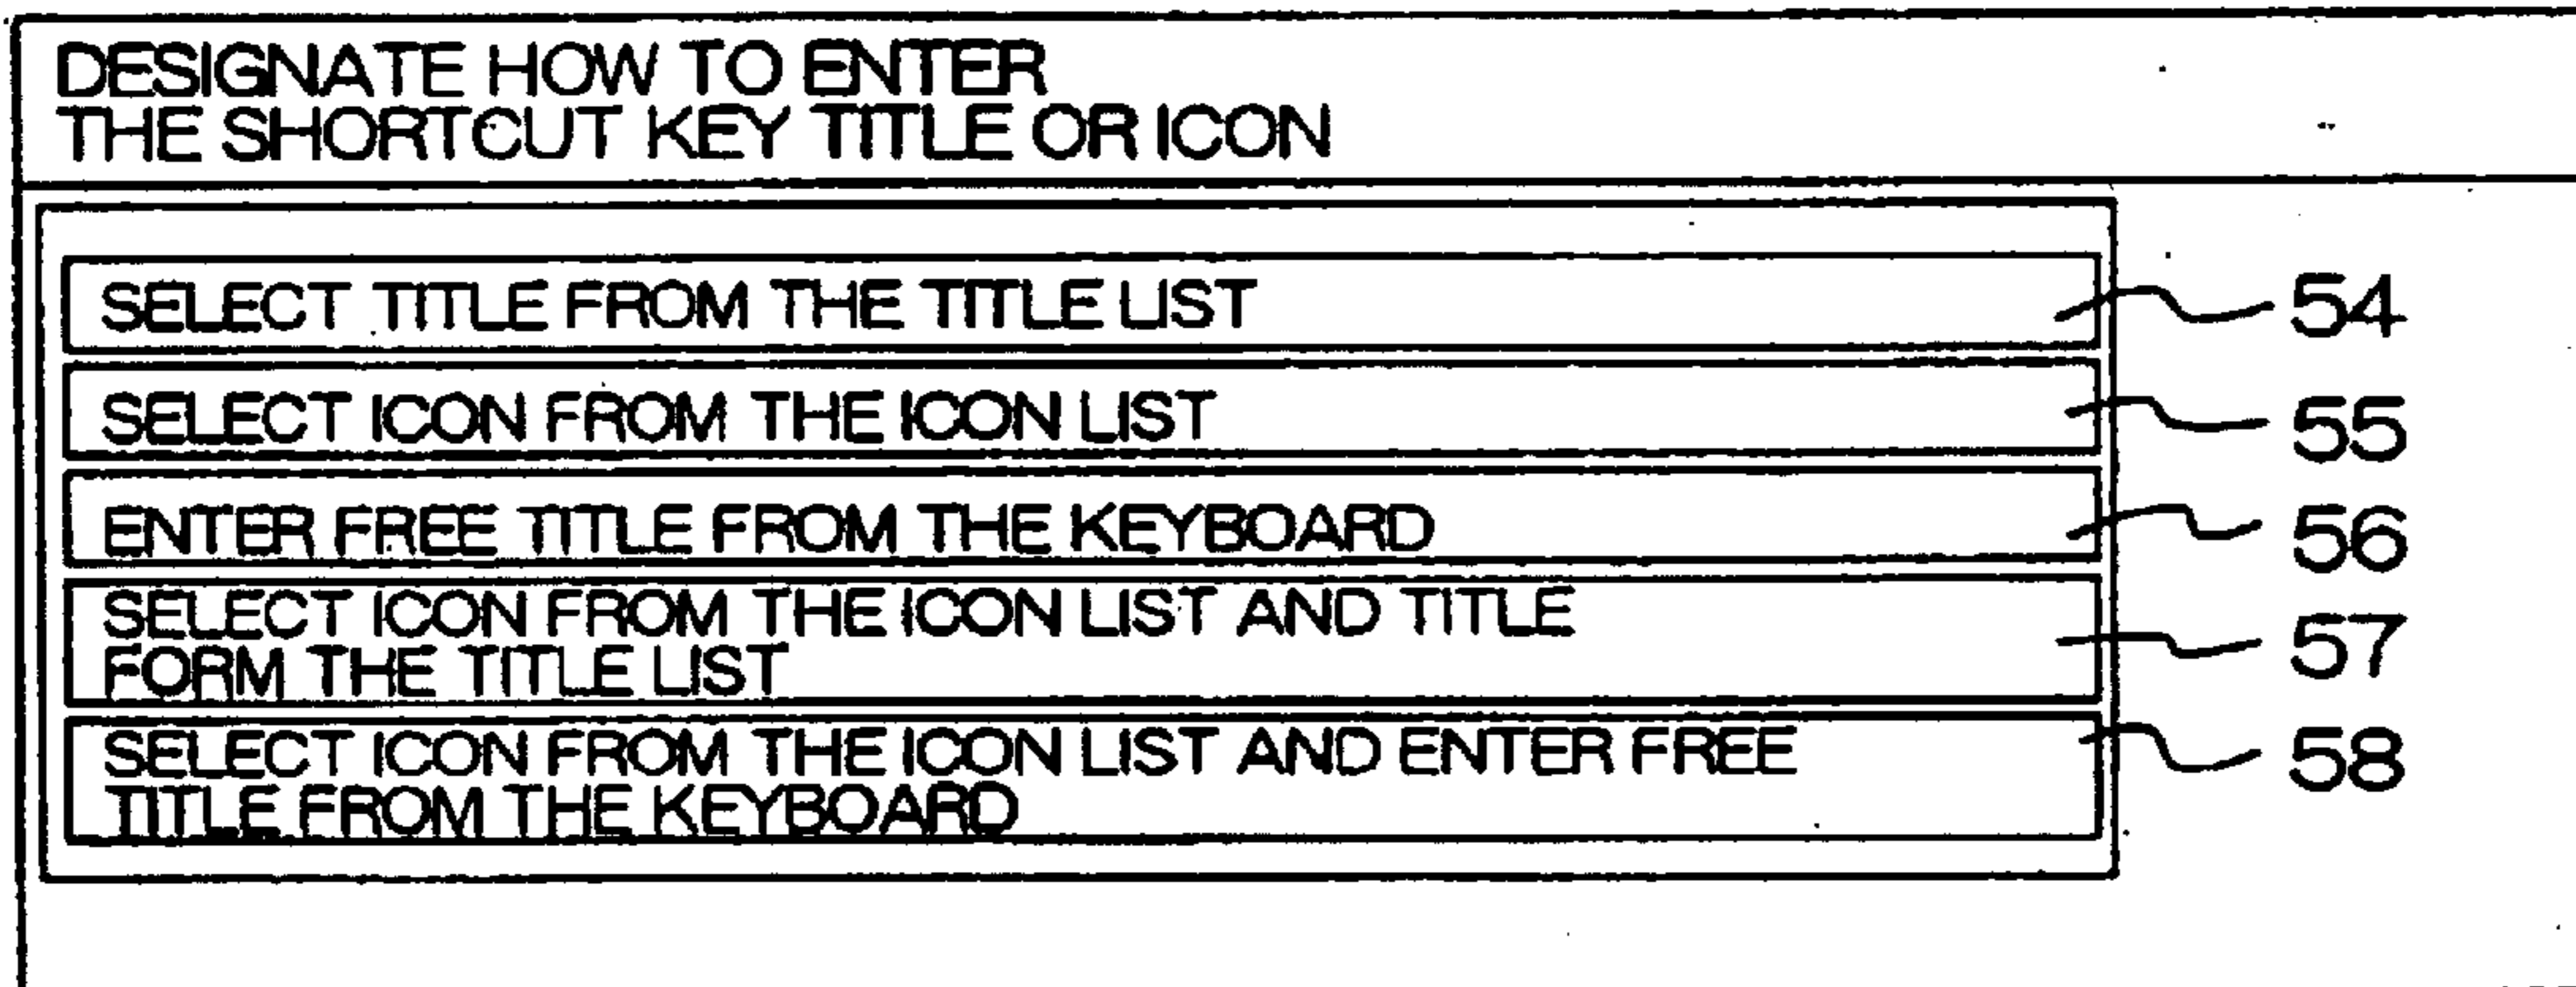 DESIGNATE HOW TO ENTER
THE SHORTCUT KEY TITLE OR ICON
SELECT TITLE FROM THE TITLE LIST 54
SELECT ICON FROM THE ICON LIST 55
ENTER FREE TITLE FROM THE KEYBOARD 56
SELECT ICON FROM THE ICON LIST AND TITLE
FORM THE TITLE LIST 57
SELECT ICON FROM THE ICON LIST AND ENTER FREE 58
TITLE FROM THE KEYBOARD